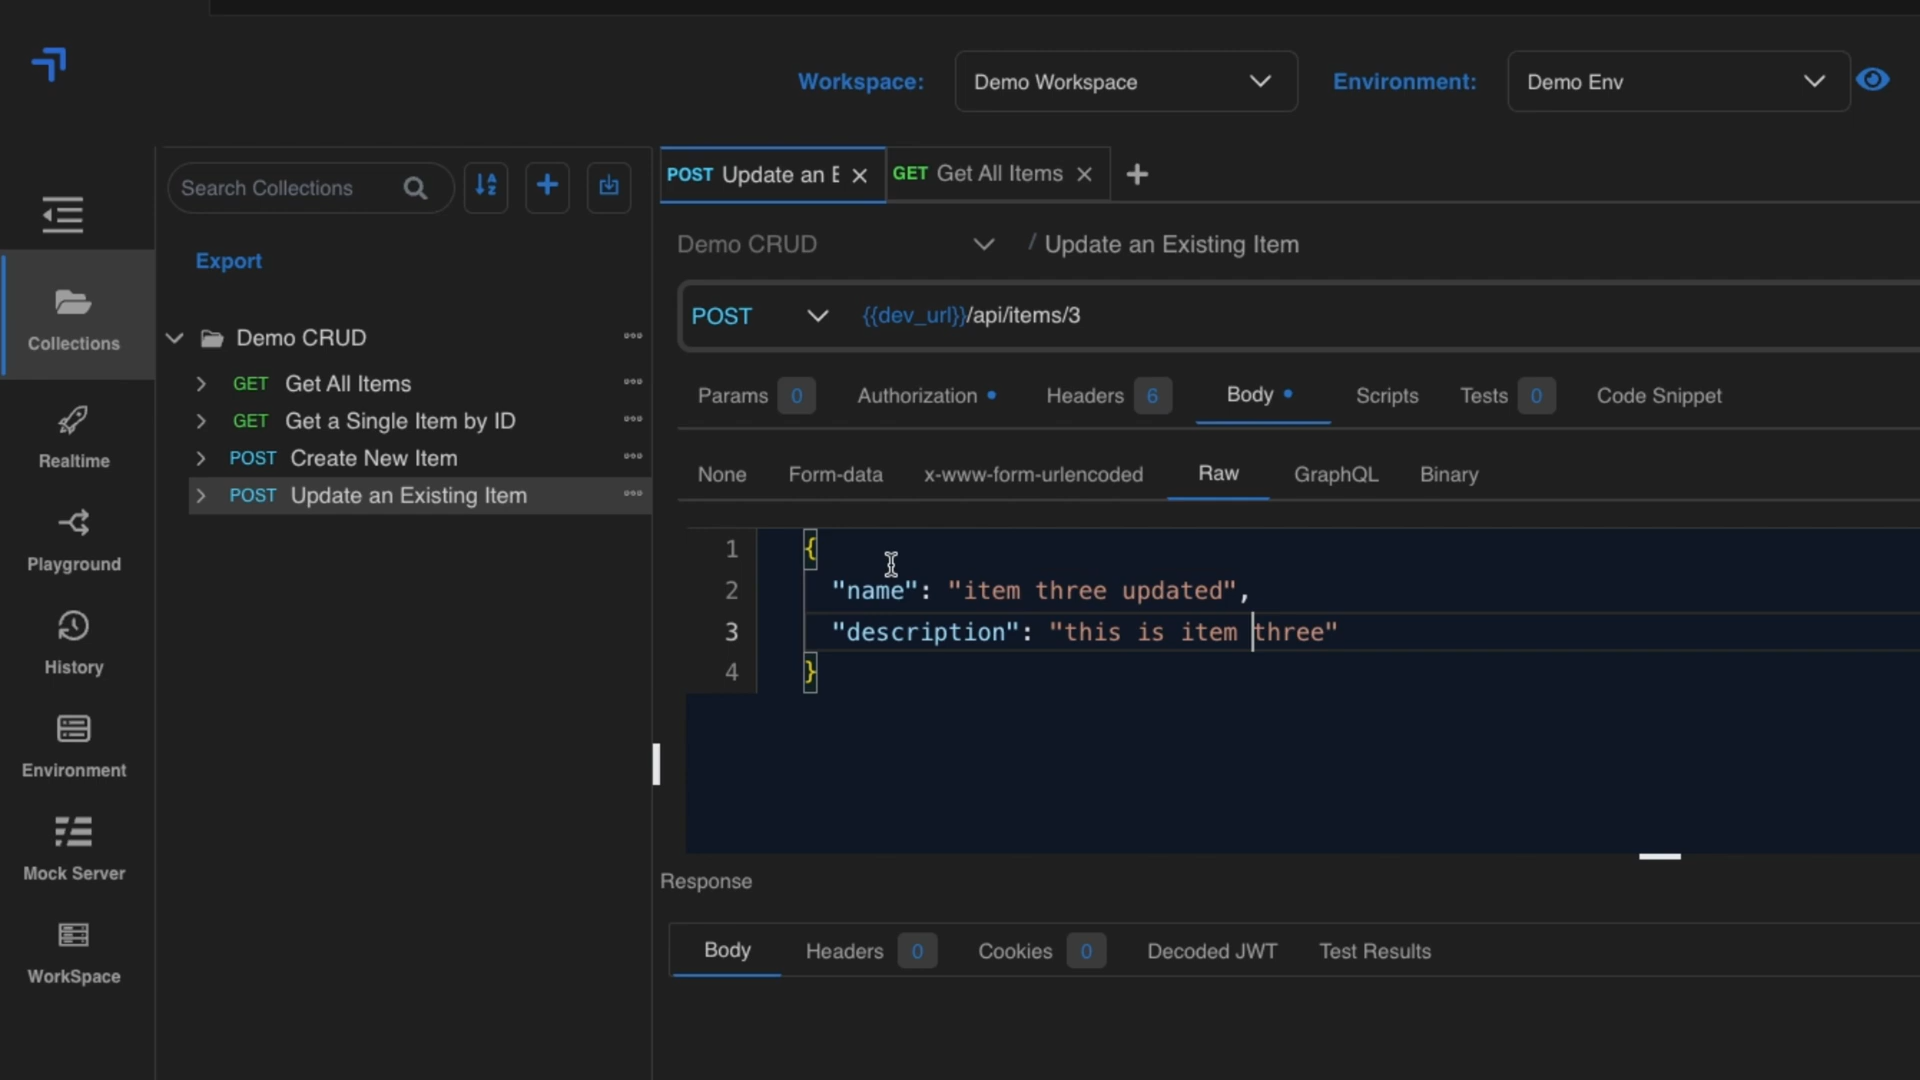 Workspace: Demo Workspace Environment: Demo Env
Search Collections
Export
Demo CRUD
GET Get All Items
GET Get a Single Item by ID
POST Create New Item
POST Update an Existing Item
Collections
Realtime
Playground
History
Environment
Mock Server
WorkSpace
POST Update an E GET Get All Items
Demo CRUD / Update an Existing Item
POST {{dev_url}}/api/items/3
Params 0 Authorization Headers 6 Body Scripts Tests 0 Code Snippet
None Form-data x-www-form-urlencoded Raw GraphQL Binary
1 {
2 "name": "item three updated",
3 "description": "this is item three"
4 }
Response
Body Headers 0 Cookies 0 Decoded JWT Test Results